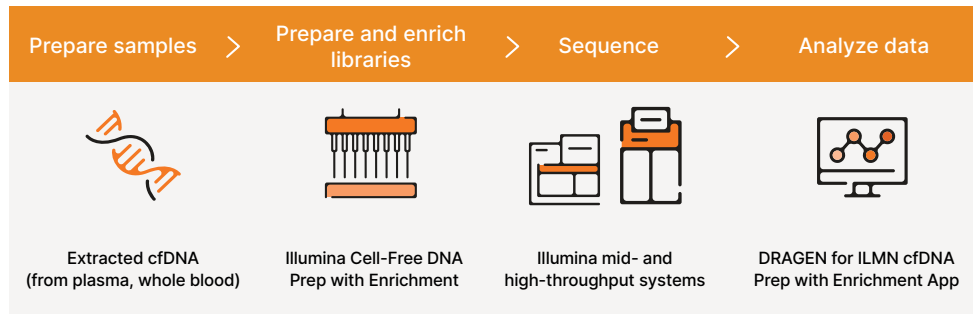 Prepare samples
Prepare and enrich
libraries
Sequence
Analyze data
Extracted cfDNA
(from plasma, whole blood)
Illumina Cell-Free DNA
Prep with Enrichment
Illumina mid- and
high-throughput systems
DRAGEN for ILMN cfDNA
Prep with Enrichment App